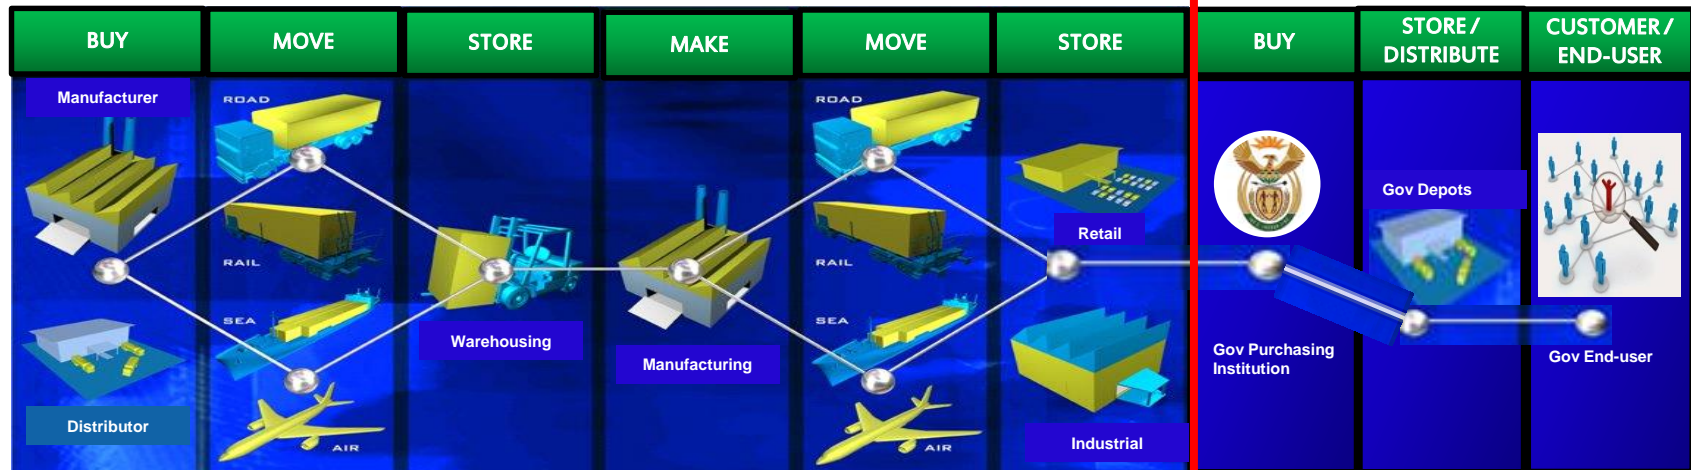 BUY
MOVE
STORE
MAKE
MOVE
STORE
BUY
STORE /
DISTRIBUTE
CUSTOMER /
END-USER
Manufacturer
Distributor
ROAD
RAIL
SEA
AIR
Warehousing
Manufacturing
ROAD
RAIL
SEA
AIR
Retail
Industrial
Gov Purchasing
Institution
Gov Depots
Gov End-user